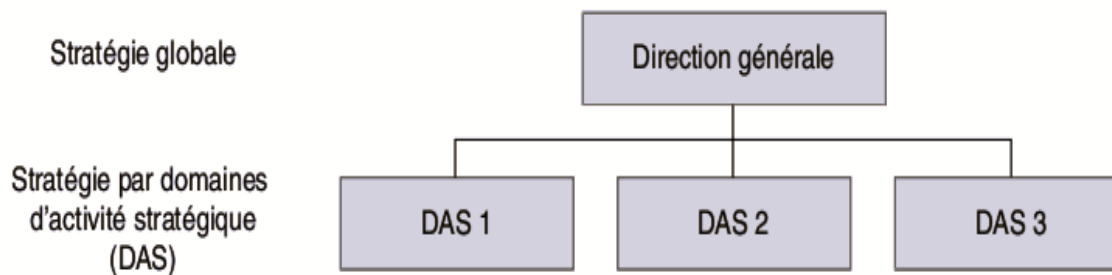 Stratégie globale
Direction générale
Stratégie par domaines
d'activité stratégique
(DAS)
DAS 1
DAS 2
DAS 3